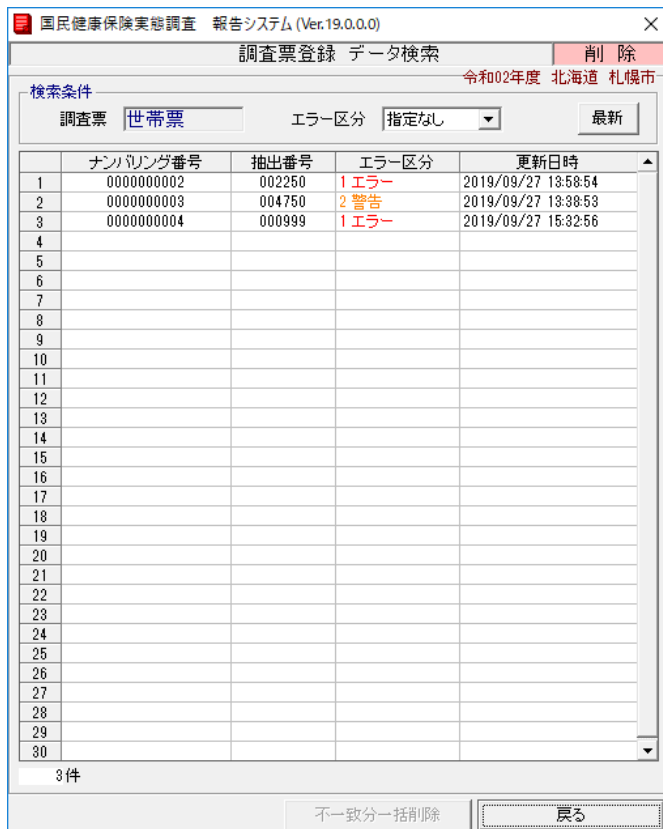 国民健康保険実態調査 報告システム (Ver.19.0.0.0)
調査票登録 データ検索 削 除
令和02年度 北海道 札幌市
検索条件
調査票 世帯票 エラー区分 指定なし 最新
ナンバリング番号 抽出番号 エラー区分 更新日時
1 0000000002 002250 1 エラー 2019/09/27 13:58:54
2 0000000003 004750 2 警告 2019/09/27 13:38:53
3 0000000004 000999 1 エラー 2019/09/27 15:32:56
4
5
6
7
8
9
10
11
12
13
14
15
16
17
18
19
20
21
22
23
24
25
26
27
28
29
30
3件
不一致分一括削除 戻る